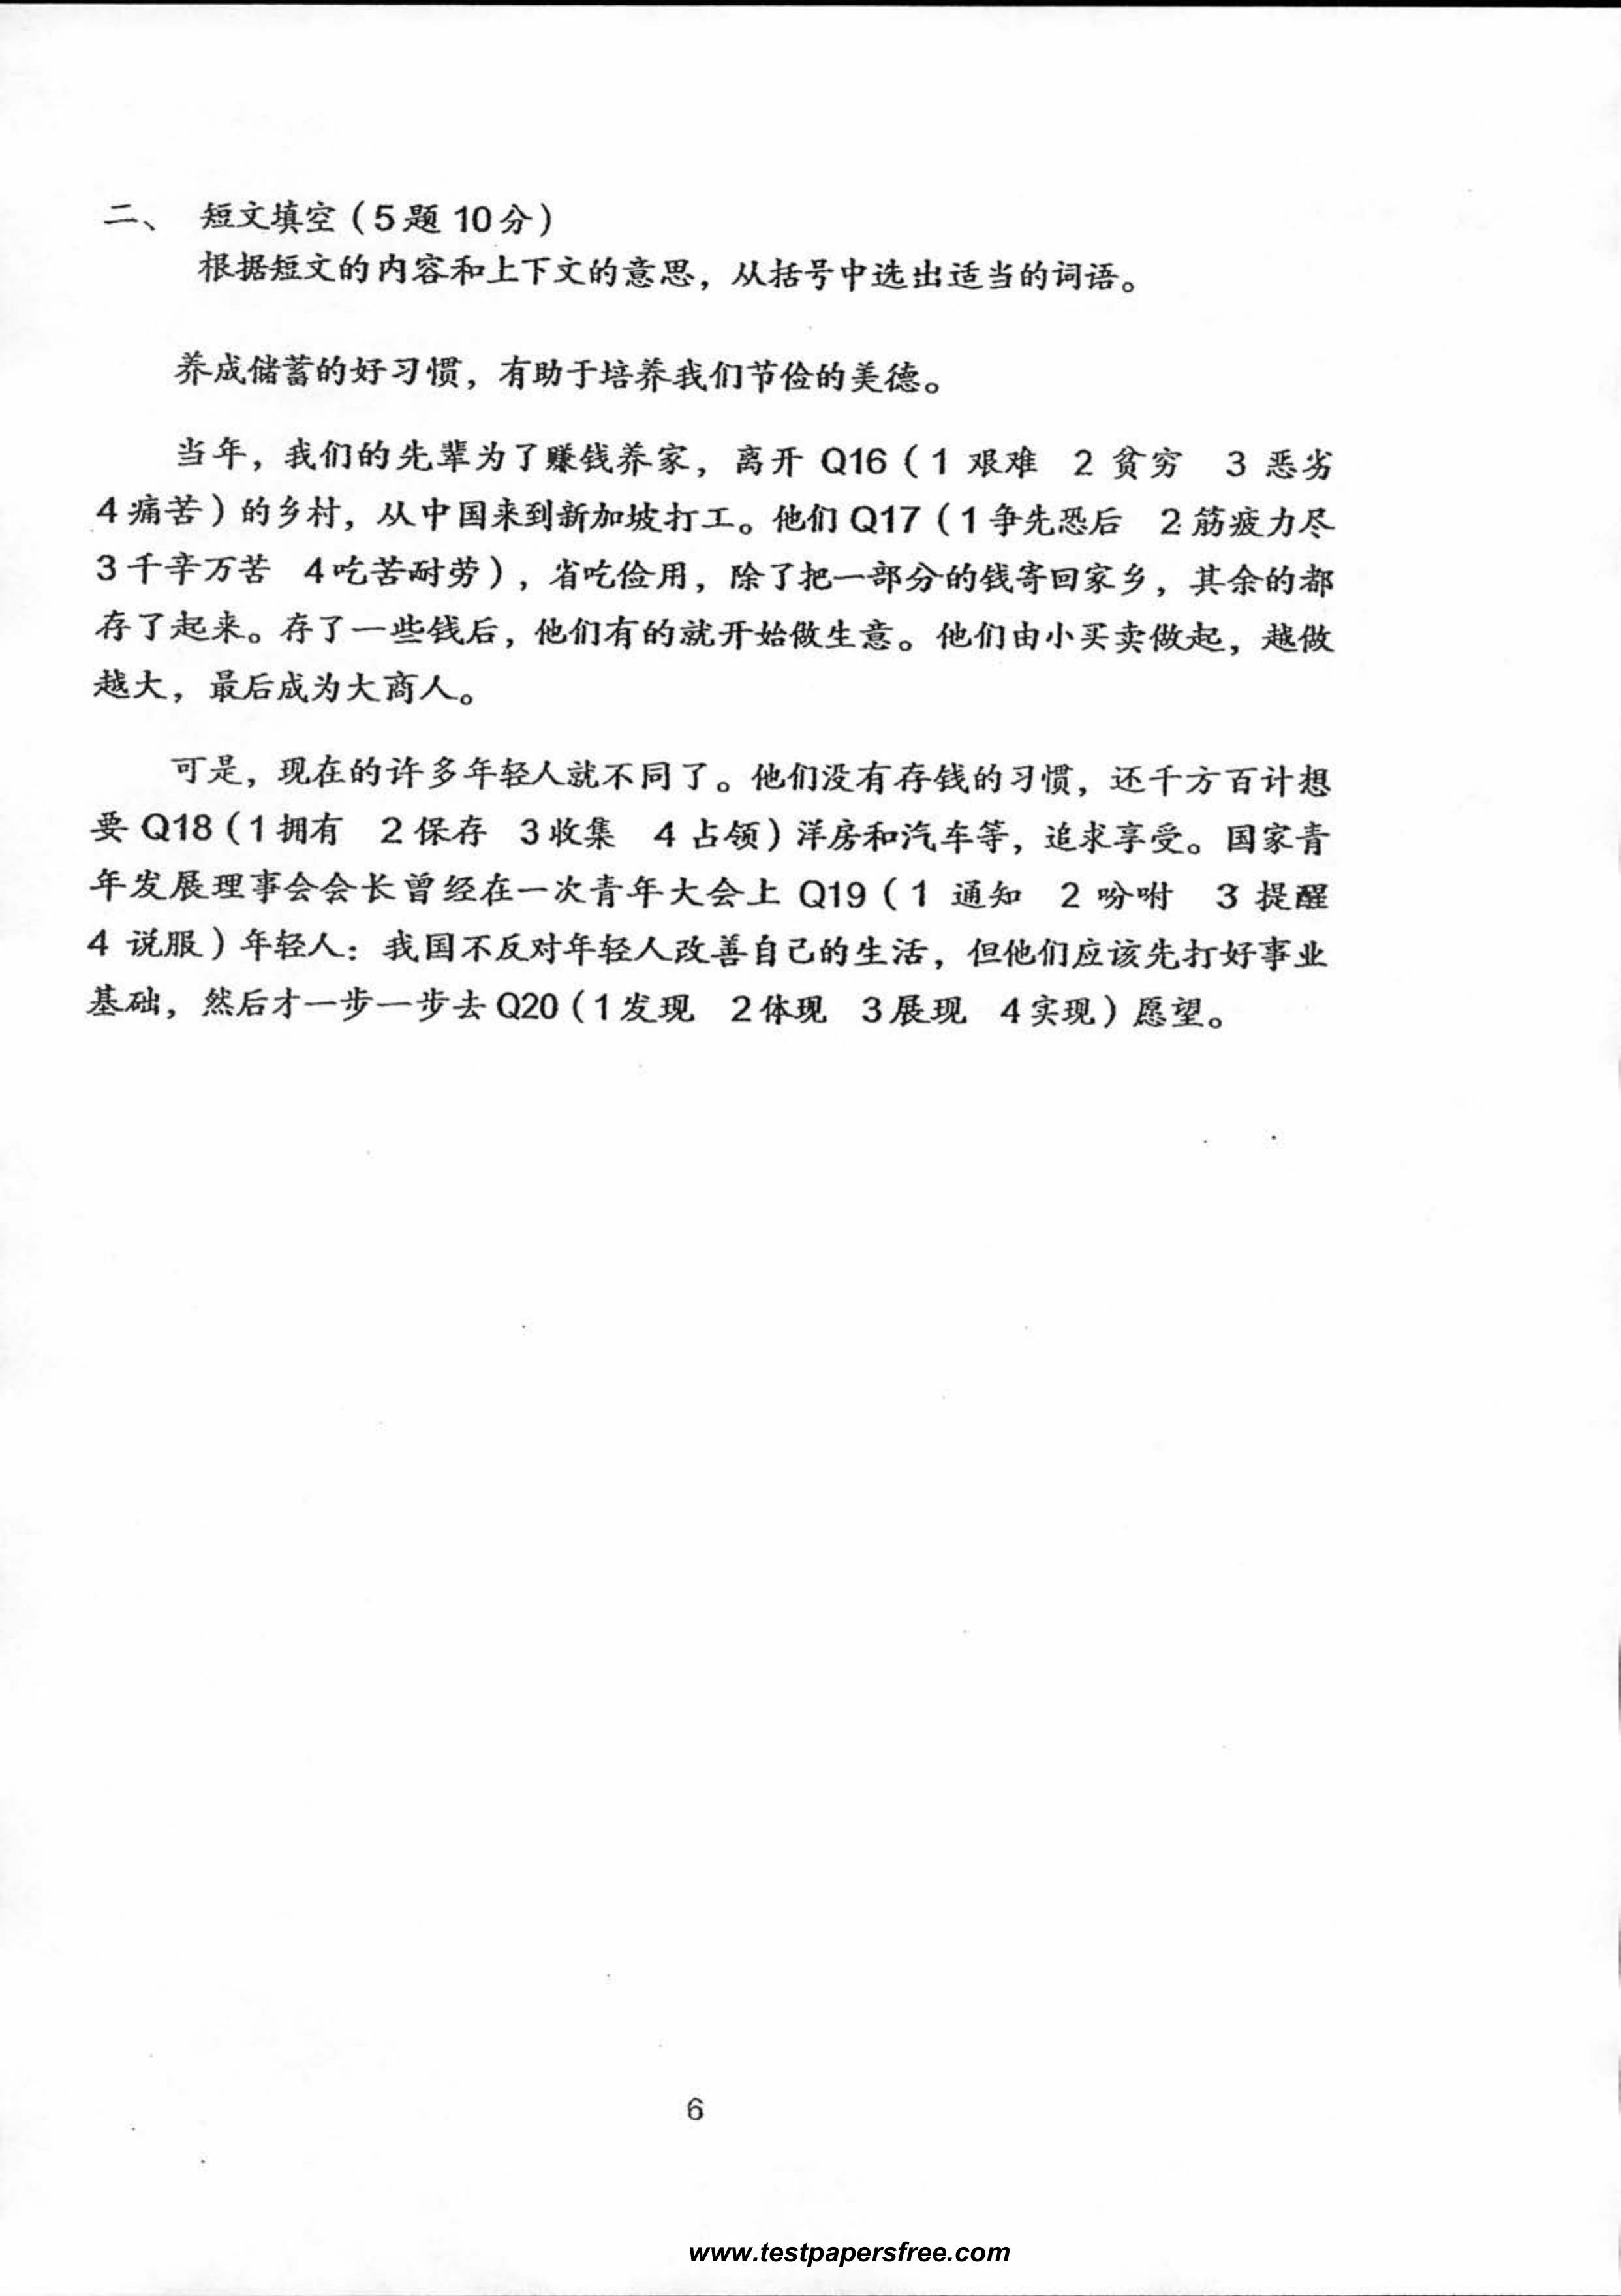 二、 短文填空（5题 10分）
根据短文的内容和上下文的意思，从括号中选出适当的词语。
养成储蓄的好习惯，有助于培养我们节俭的美德。
当年，我们的先辈为了赚钱养家，离开 Q16（1 艰难 2 贫穷 3 恶劣
4 痛苦）的乡村，从中国来到新加坡打工。他们 Q17（1 争先恐后 2 筋疲力尽
3 千辛万苦 4 吃苦耐劳），省吃俭用，除了把一部分的钱寄回家乡，其余的都
存了起来。存了一些钱后，他们有的就开始做生意。他们由小买卖做起，越做
越大，最后成为大商人。
可是，现在的许多年轻人就不同了。他们没有存钱的习惯，还千方百计想
要 Q18（1 拥有 2 保存 3 收集 4 占领）洋房和汽车等，追求享受。国家青
年发展理事会会长曾经在一次青年大会上 Q19（1 通知 2 吩咐 3 提醒
4 说服）年轻人：我国不反对年轻人改善自己的生活，但他们应该先打好事业
基础，然后才一步一步去 Q20（1 发现 2 体现 3 展现 4 实现）愿望。
6
www.testpapersfree.com